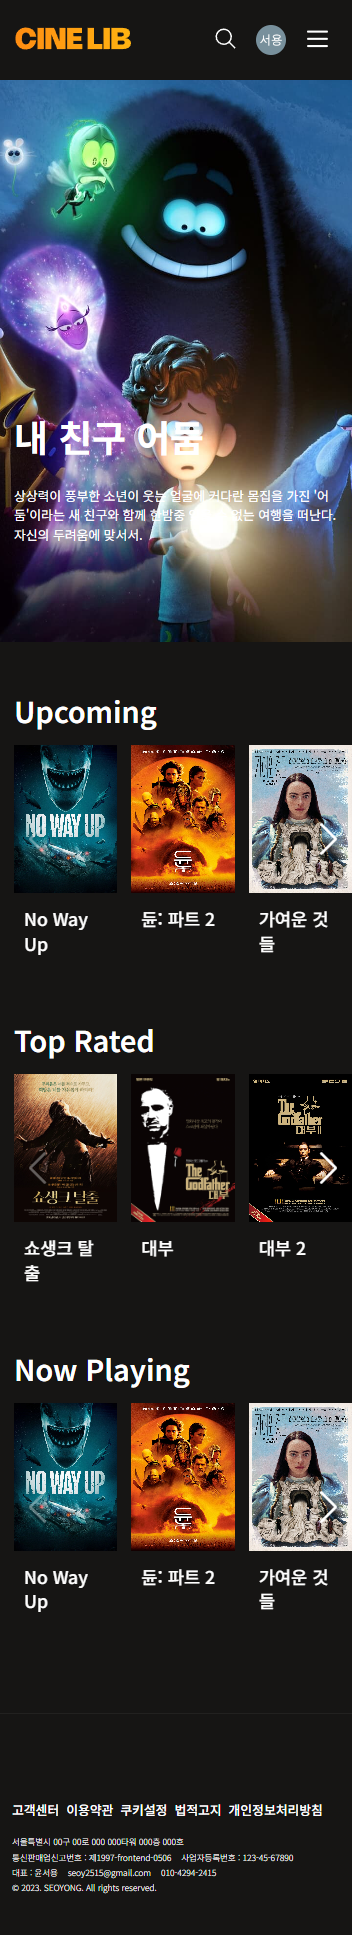 CINE LIB
서용
내 친구 어둠
상상력이 풍부한 소년이 웃는 얼굴에 커다란 몸집을 가진 '어
둠'이라는 새 친구와 함께 한밤중 없는 여행을 떠난다.
자신의 두려움에 맞서서.
Upcoming
NO WAY UP
듄
No Way
Up
듄: 파트 2
가여운 것
들
Top Rated
쇼생크 탈출
The
Godfather
대부
The
Godfather
대부 II
쇼생크 탈
출
대부
대부 2
Now Playing
NO WAY UP
듄
No Way
Up
듄: 파트 2
가여운 것
들
고객센터 이용약관 쿠키설정 법적고지 개인정보처리방침
서울특별시 00구 00로 000 000타워 000층 000호
통신판매업신고번호 : 제1997-frontend-0506 사업자등록번호 : 123-45-67890
대표 : 윤서용 seoy2515@gmail.com 010-4294-2415
© 2023. SEOYONG. All rights reserved.